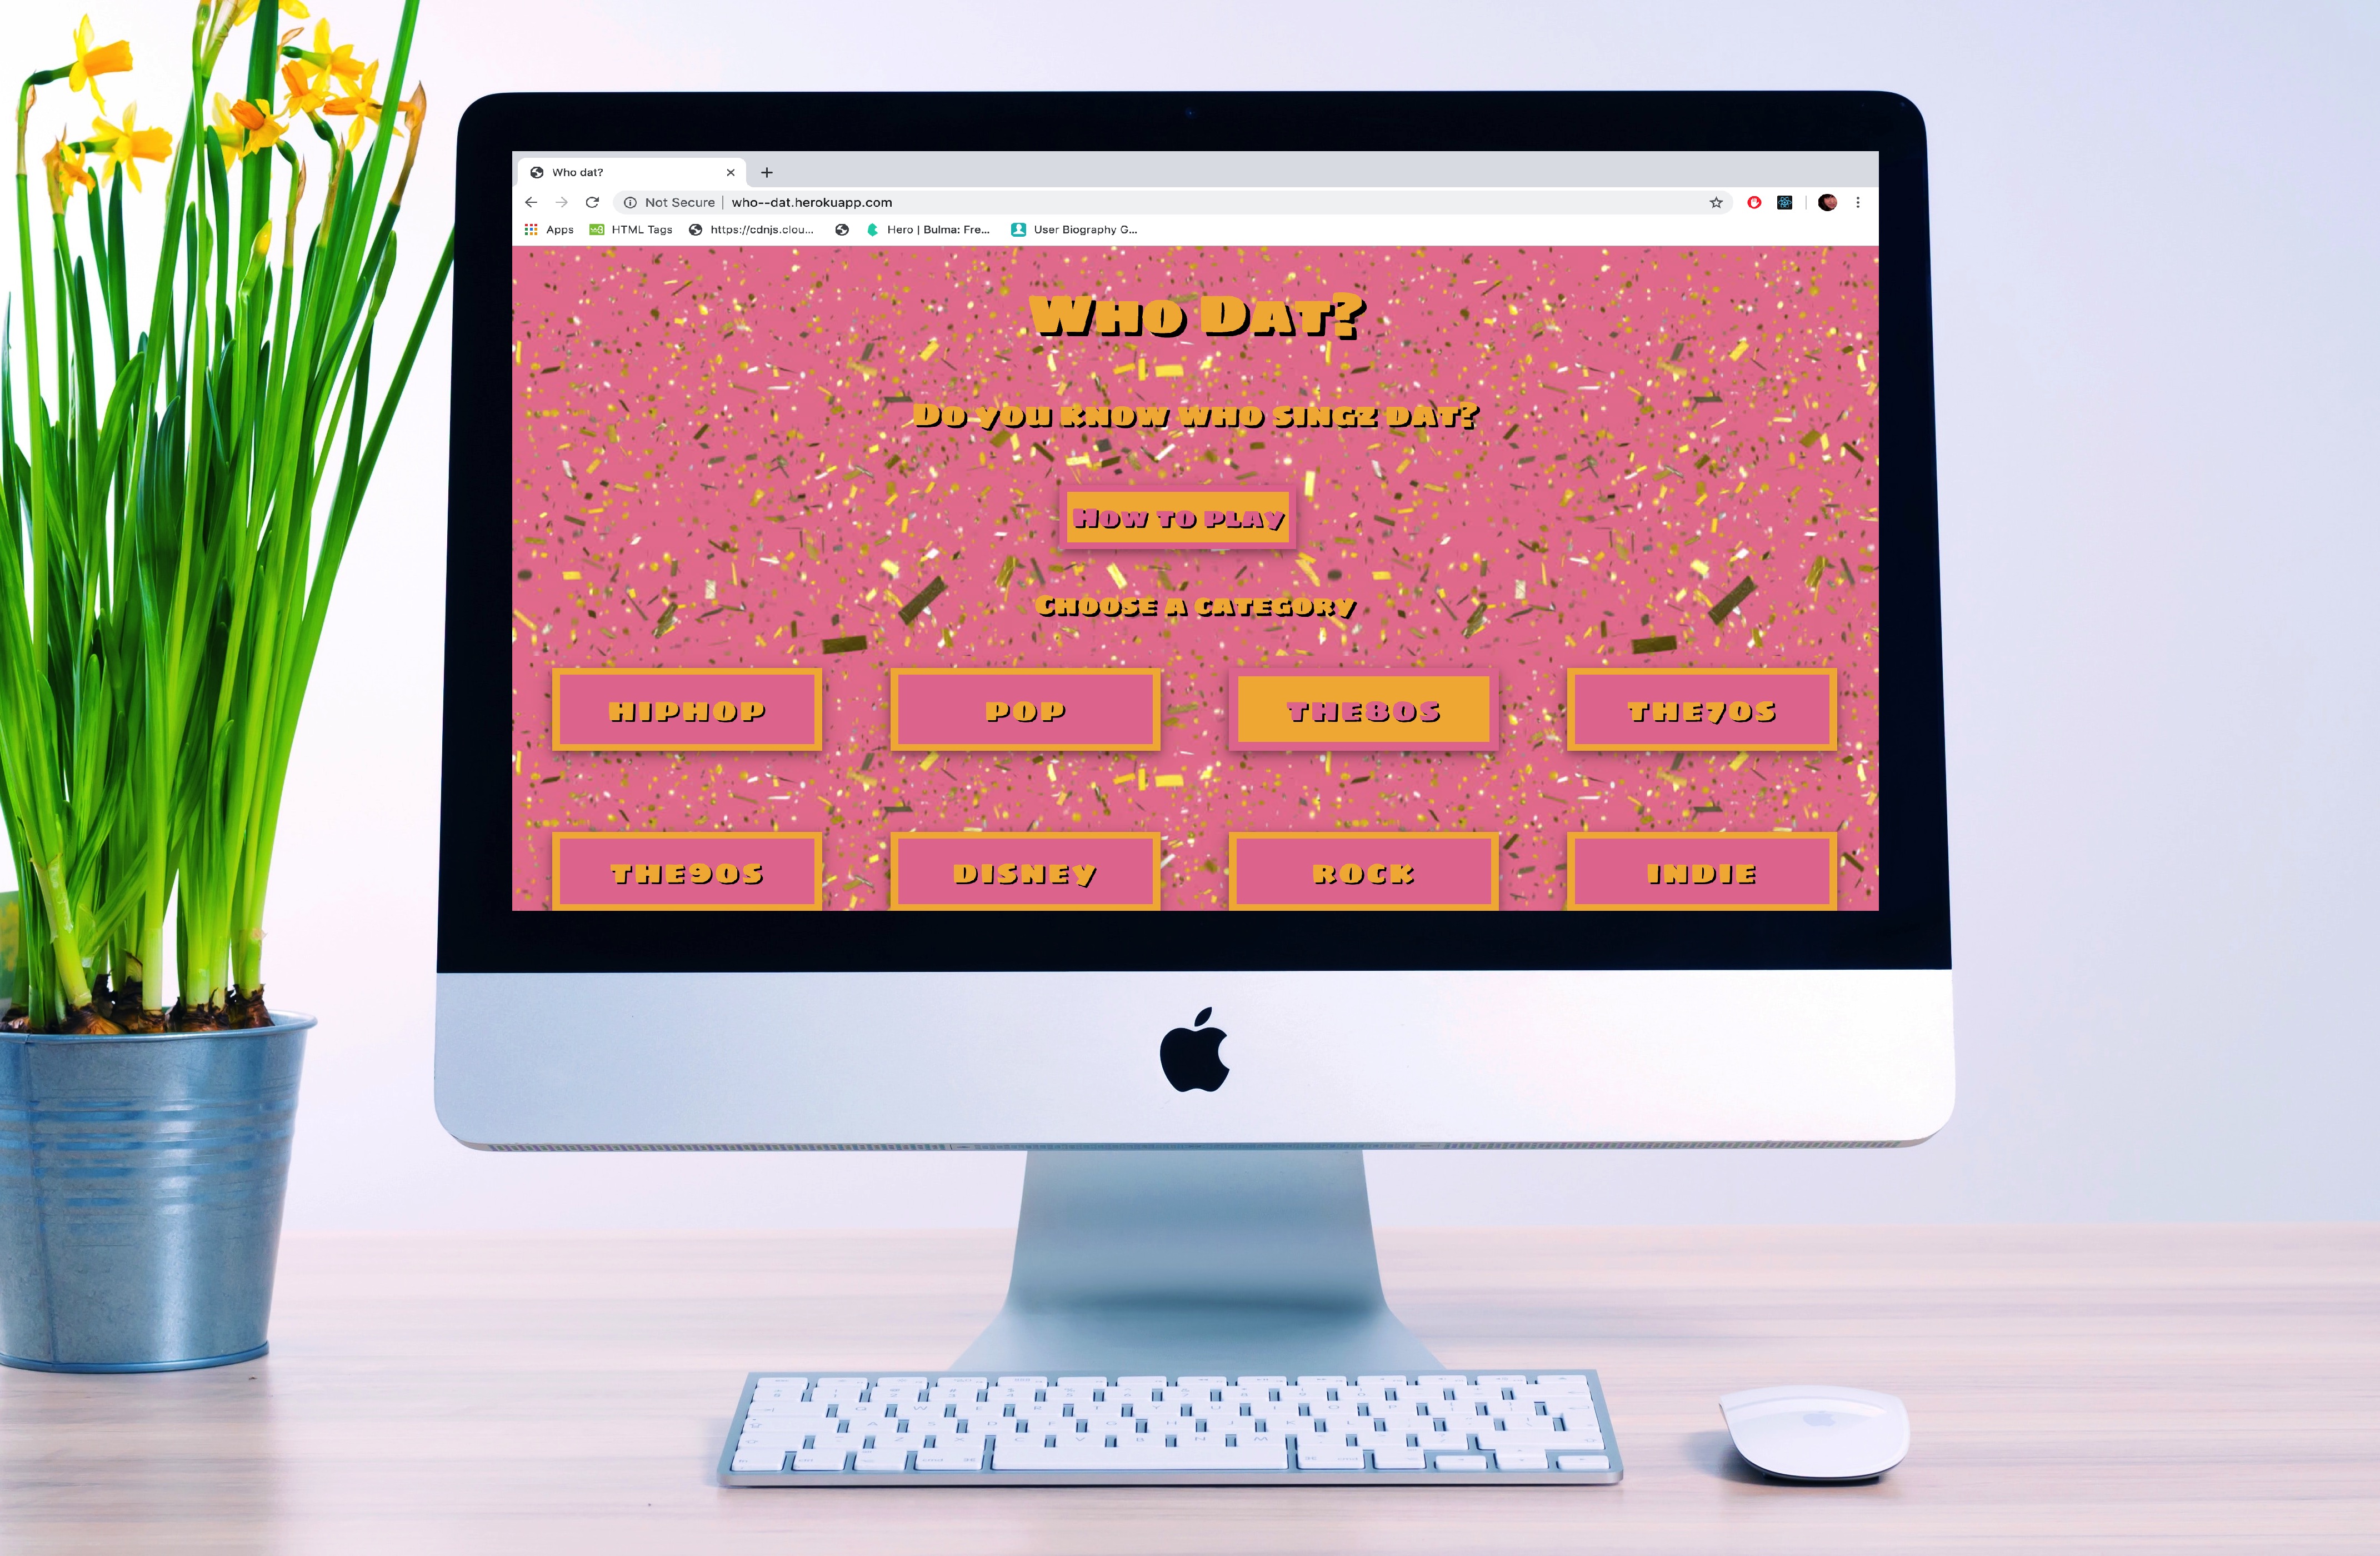 Who dat?
Not Secure | who--dat.herokuapp.com
Apps HTML Tags https://cdnjs.clou... Hero | Bulma: Fre... User Biography G...
Who Dat?
Do you know who singz dat?
How to play
Choose a category
HIPHOP POP THE80S THE70S
THE90S DISNEY ROCK INDIE